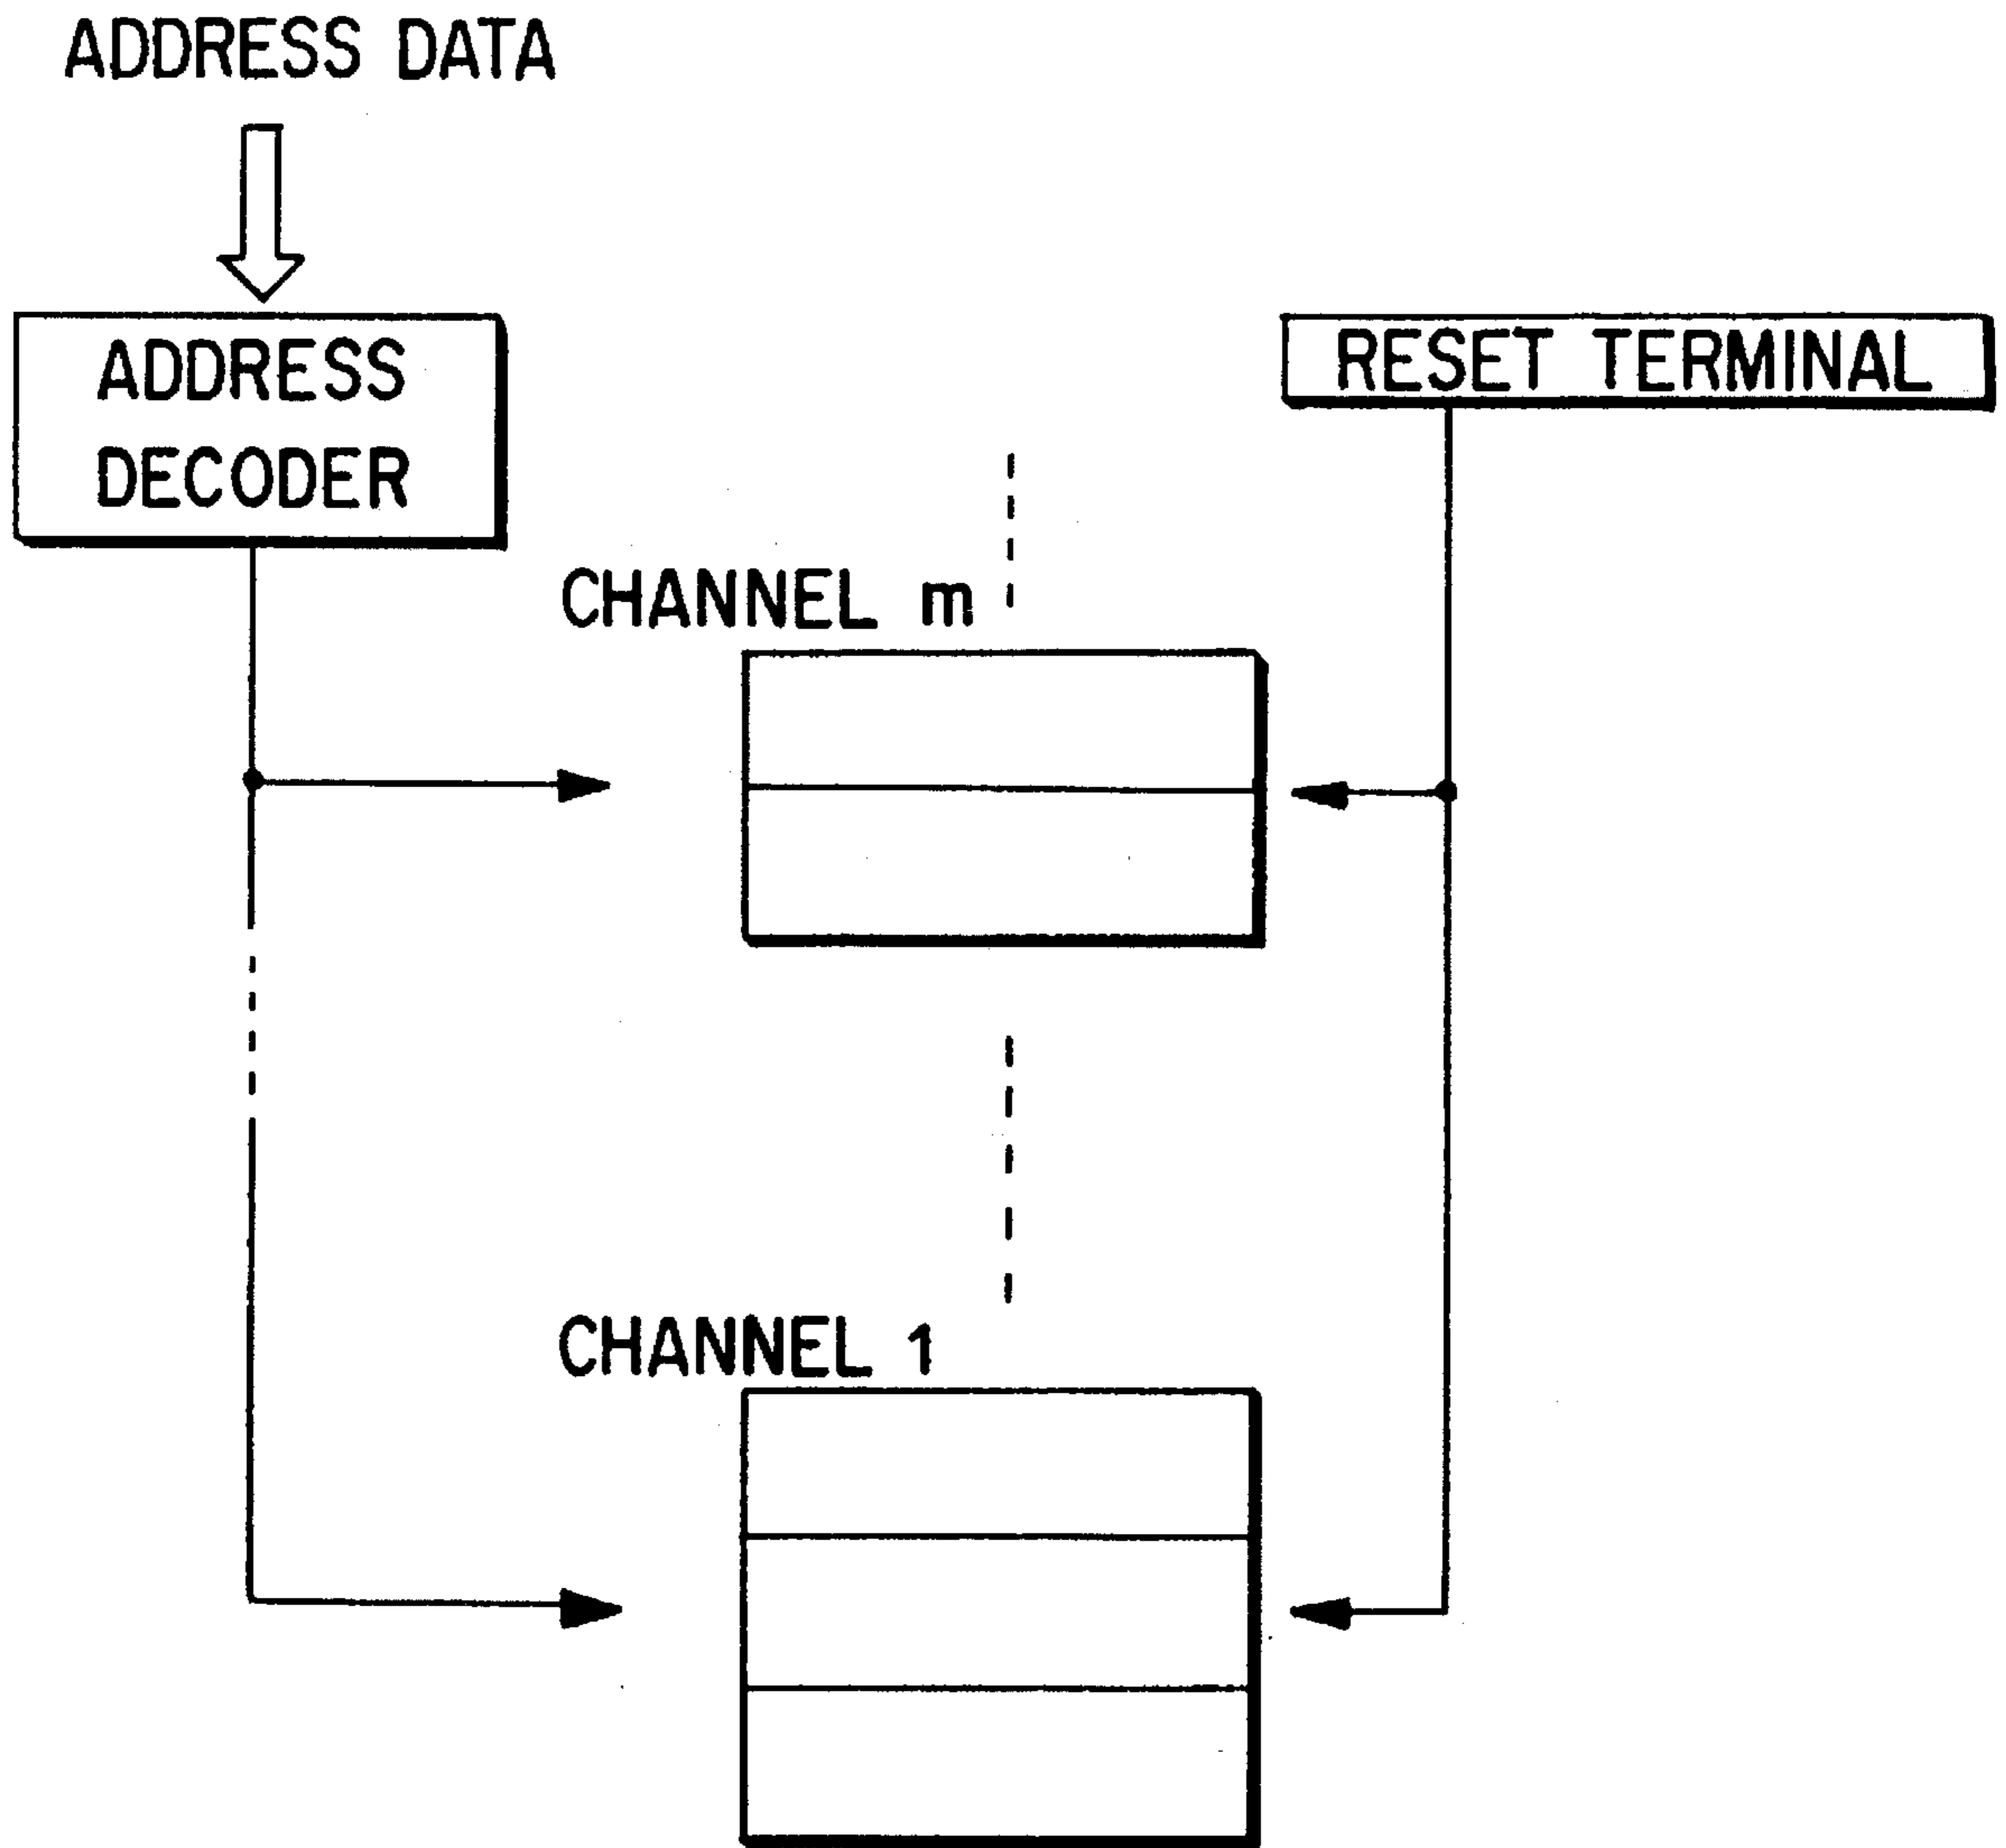 ADDRESS DATA
ADDRESS
DECODER
RESET TERMINAL
CHANNEL m
CHANNEL 1